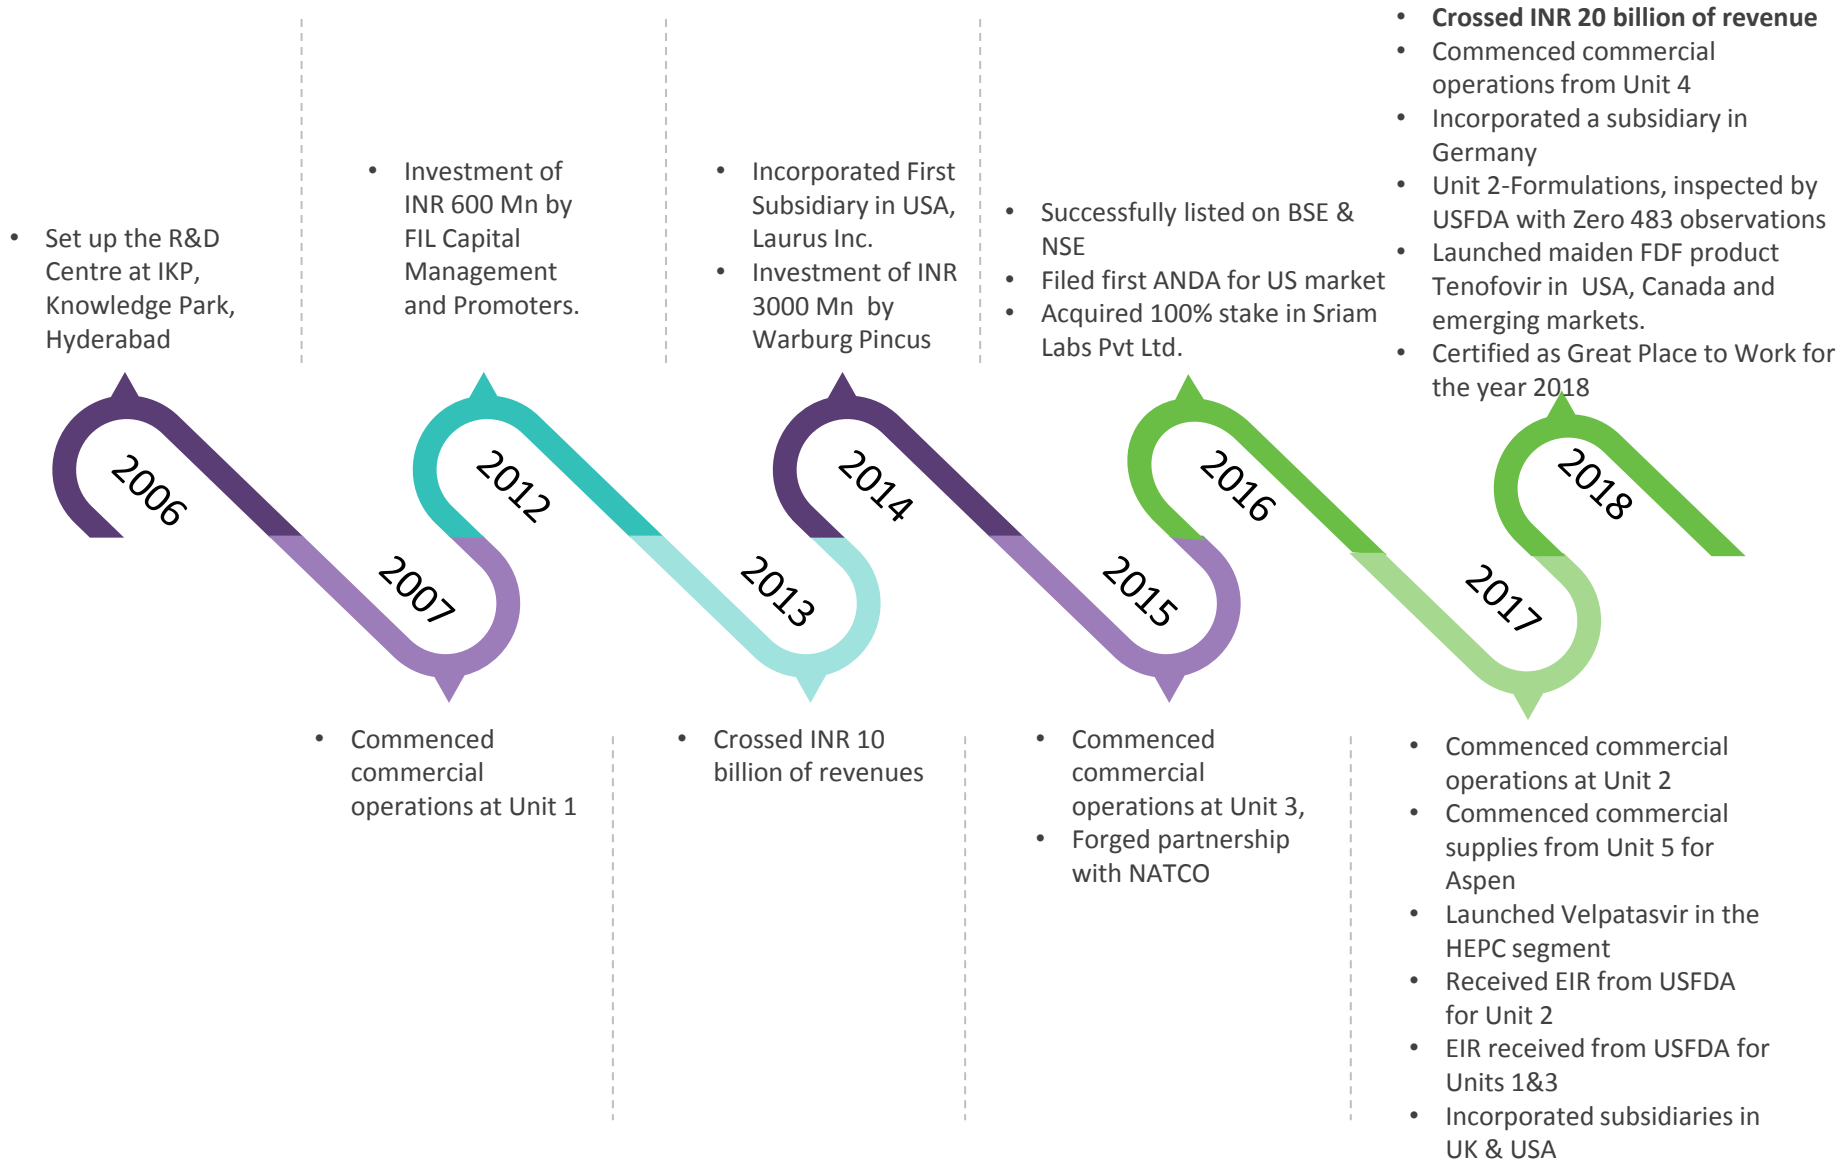 • Set up the R&D
Centre at IKP,
Knowledge Park,
Hyderabad
2006
2007
• Commenced
commercial
operations at Unit 1
• Investment of
INR 600 Mn by
FIL Capital
Management
and Promoters.
2012
2013
• Crossed INR 10
billion of revenues
• Incorporated First
Subsidiary in USA,
Laurus Inc.
• Investment of INR
3000 Mn by
Warburg Pincus
2014
2015
• Commenced
commercial
operations at Unit 3,
• Forged partnership
with NATCO
• Successfully listed on BSE &
NSE
• Filed first ANDA for US market
• Acquired 100% stake in Sriam
Labs Pvt Ltd.
2016
2017
• Commenced commercial
operations at Unit 2
• Commenced commercial
supplies from Unit 5 for
Aspen
• Launched Velpatasvir in the
HEPC segment
• Received EIR from USFDA
for Unit 2
• EIR received from USFDA for
Units 1&3
• Incorporated subsidiaries in
UK & USA
• Crossed INR 20 billion of revenue
• Commenced commercial
operations from Unit 4
• Incorporated a subsidiary in
Germany
• Unit 2-Formulations, inspected by
USFDA with Zero 483 observations
• Launched maiden FDF product
Tenofovir in USA, Canada and
emerging markets.
• Certified as Great Place to Work for
the year 2018
2018